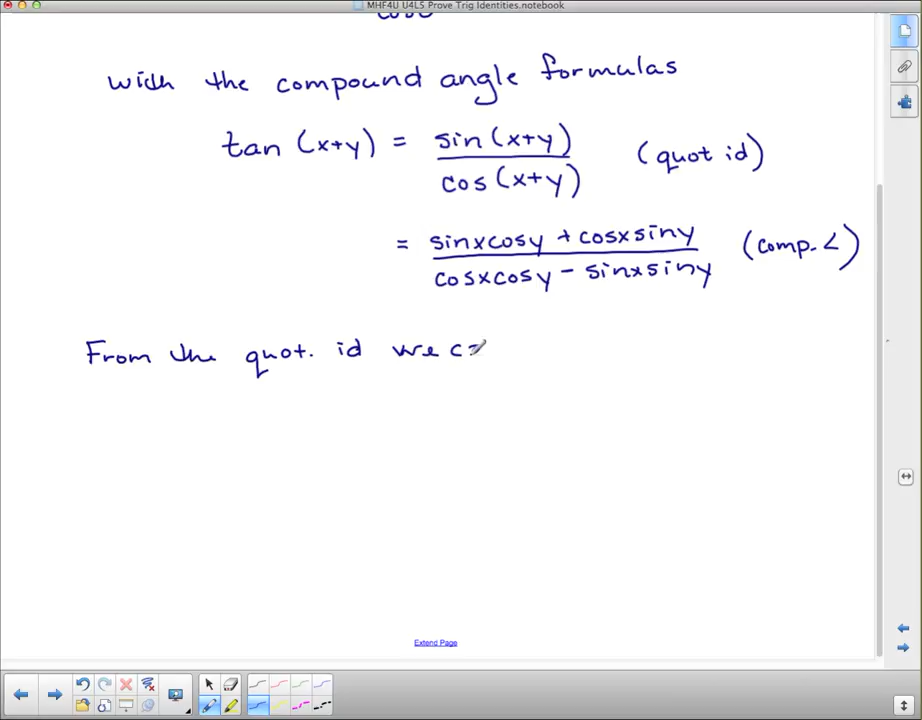 MHF4U U4L5 Prove Trig Identities.notebook
with the compound angle formulas
tan (x+y) = sin (x+y) / cos (x+y) (quot id)
= sinxcosy + cosxsiny / cosxcosy - sinxsiny (comp. <)
From the quot. id we
Extend Page